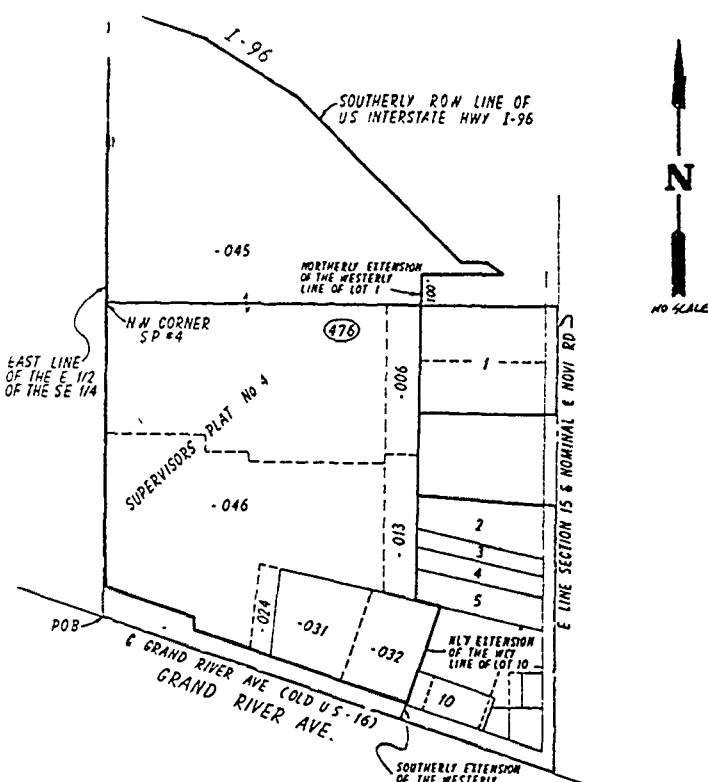 I-96
SOUTHERLY ROW LINE OF
US INTERSTATE HWY I-96
N
NO SCALE
-045
NORTHERLY EXTENSION
OF THE WESTERLY
LINE OF LOT 1
100'
NW CORNER
SP #4
476
EAST LINE
OF THE E 1/2
OF THE SE 1/4
-006
1
E LINE SECTION 15 & NOMINAL ℄ NOVI RD
SUPERVISORS PLAT No 4
-046
-013
2
3
4
5
-024
-031
-032
NLY EXTENSION
OF THE WLY
LINE OF LOT 10
10
POB
℄ GRAND RIVER AVE (OLD US-16)
GRAND RIVER AVE.
SOUTHERLY EXTENSION
OF THE WESTERLY